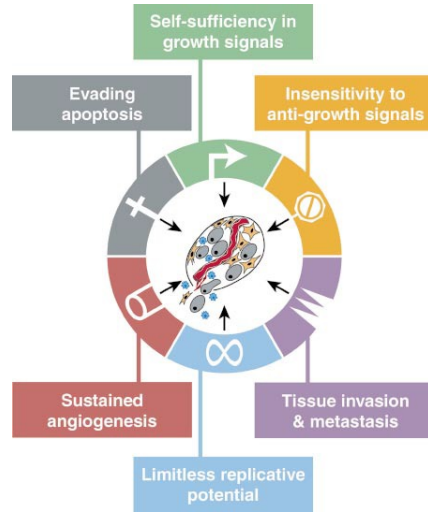 Self-sufficiency in
growth signals
Evading
apoptosis
Insensitivity to
anti-growth signals
Sustained
angiogenesis
Tissue invasion
& metastasis
Limitless replicative
potential